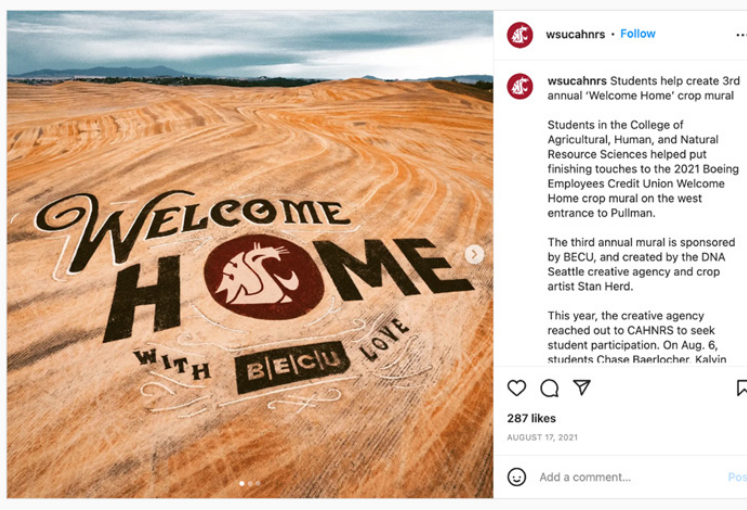 WELCOME
HOME
WITH BECU LOVE
wsucahnrs • Follow
wsucahnrs Students help create 3rd
annual ‘Welcome Home’ crop mural
Students in the College of
Agricultural, Human, and Natural
Resource Sciences helped put
finishing touches to the 2021 Boeing
Employees Credit Union Welcome
Home crop mural on the west
entrance to Pullman.
The third annual mural is sponsored
by BECU, and created by the DNA
Seattle creative agency and crop
artist Stan Herd.
This year, the creative agency
reached out to CAHNRS to seek
student participation. On Aug. 6,
students Chase Baerlocher, Kalvin
287 likes
AUGUST 17, 2021
Add a comment...
Pos